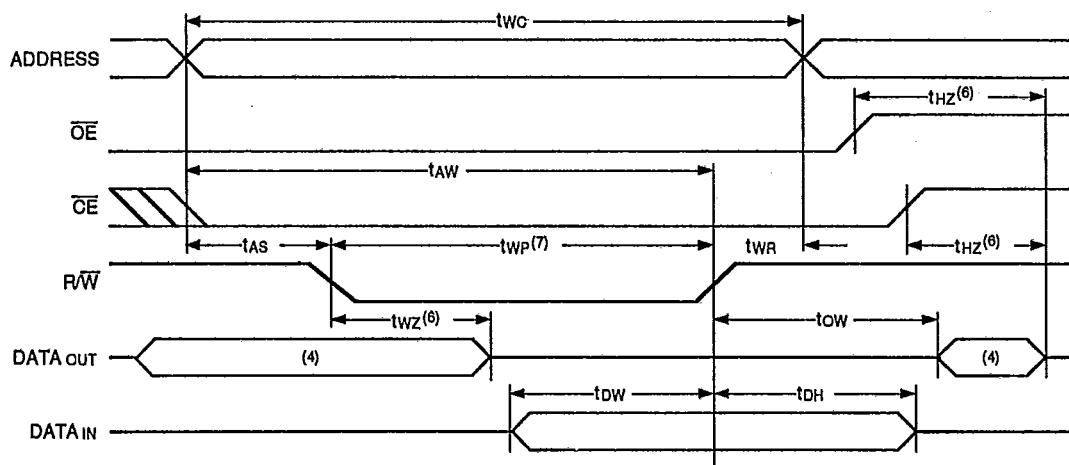 tWC
ADDRESS
tHZ(6)
OE
tAW
CE
tAS
tWP(7)
tWR
tHZ(6)
R/W
tWZ(6)
tOW
DATA OUT
(4)
(4)
tDW
tDH
DATA IN